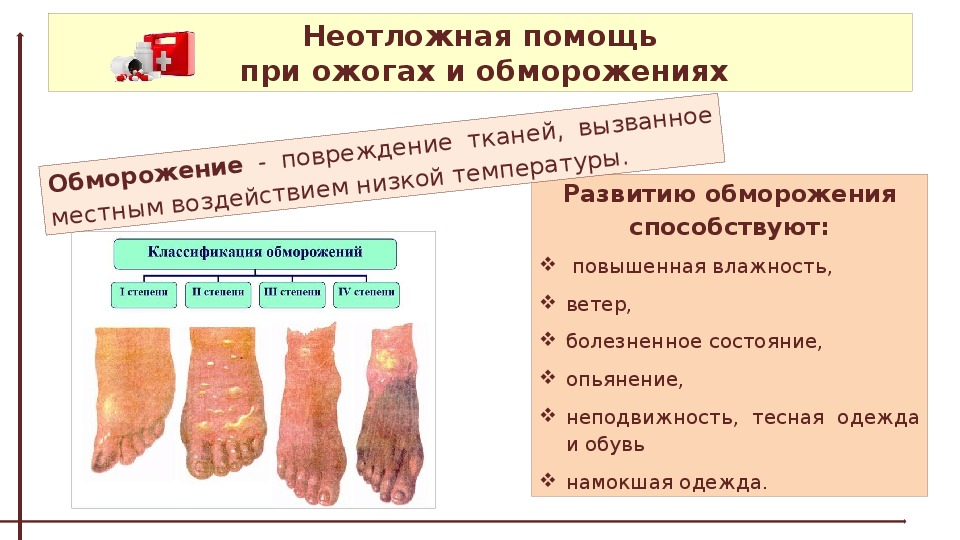 Неотложная помощь
при ожогах и обморожениях
Обморожение - повреждение тканей, вызванное
местным воздействием низкой температуры.
Классификация обморожений
I степени II степени III степени IV степени
Развитию обморожения
способствуют:
❖ повышенная влажность,
❖ ветер,
❖ болезненное состояние,
❖ опьянение,
❖ неподвижность, тесная одежда
и обувь
❖ намокшая одежда.